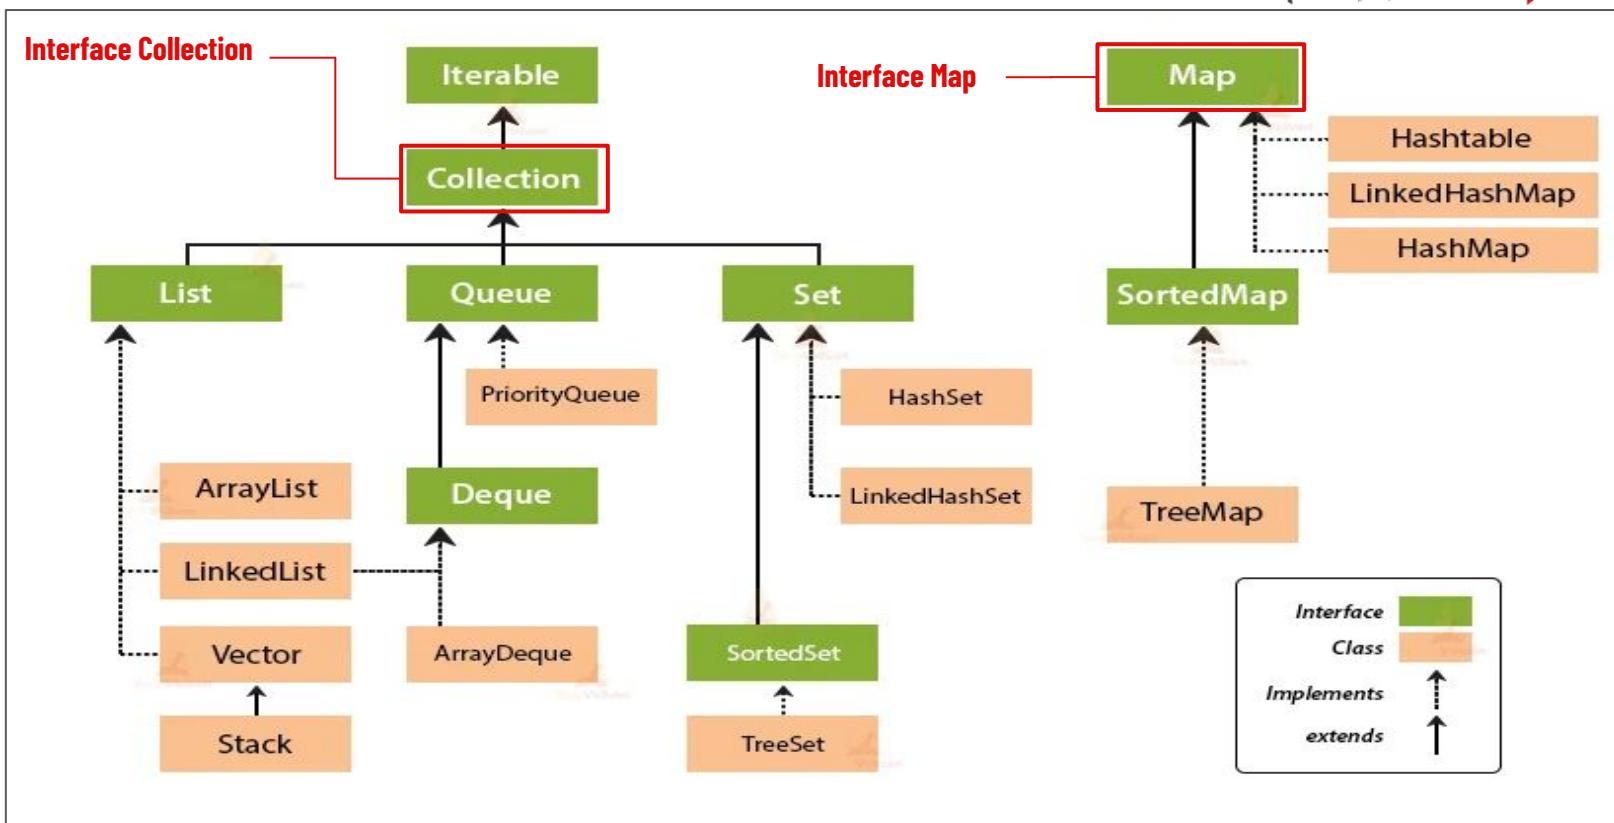 Interface Collection
Iterable
Interface Map
Map
Collection
Hashtable
LinkedHashMap
HashMap
List
Queue
Set
SortedMap
PriorityQueue
HashSet
ArrayList
Deque
LinkedHashSet
TreeMap
LinkedList
Vector
ArrayDeque
SortedSet
Stack
TreeSet
Interface
Class
Implements
extends